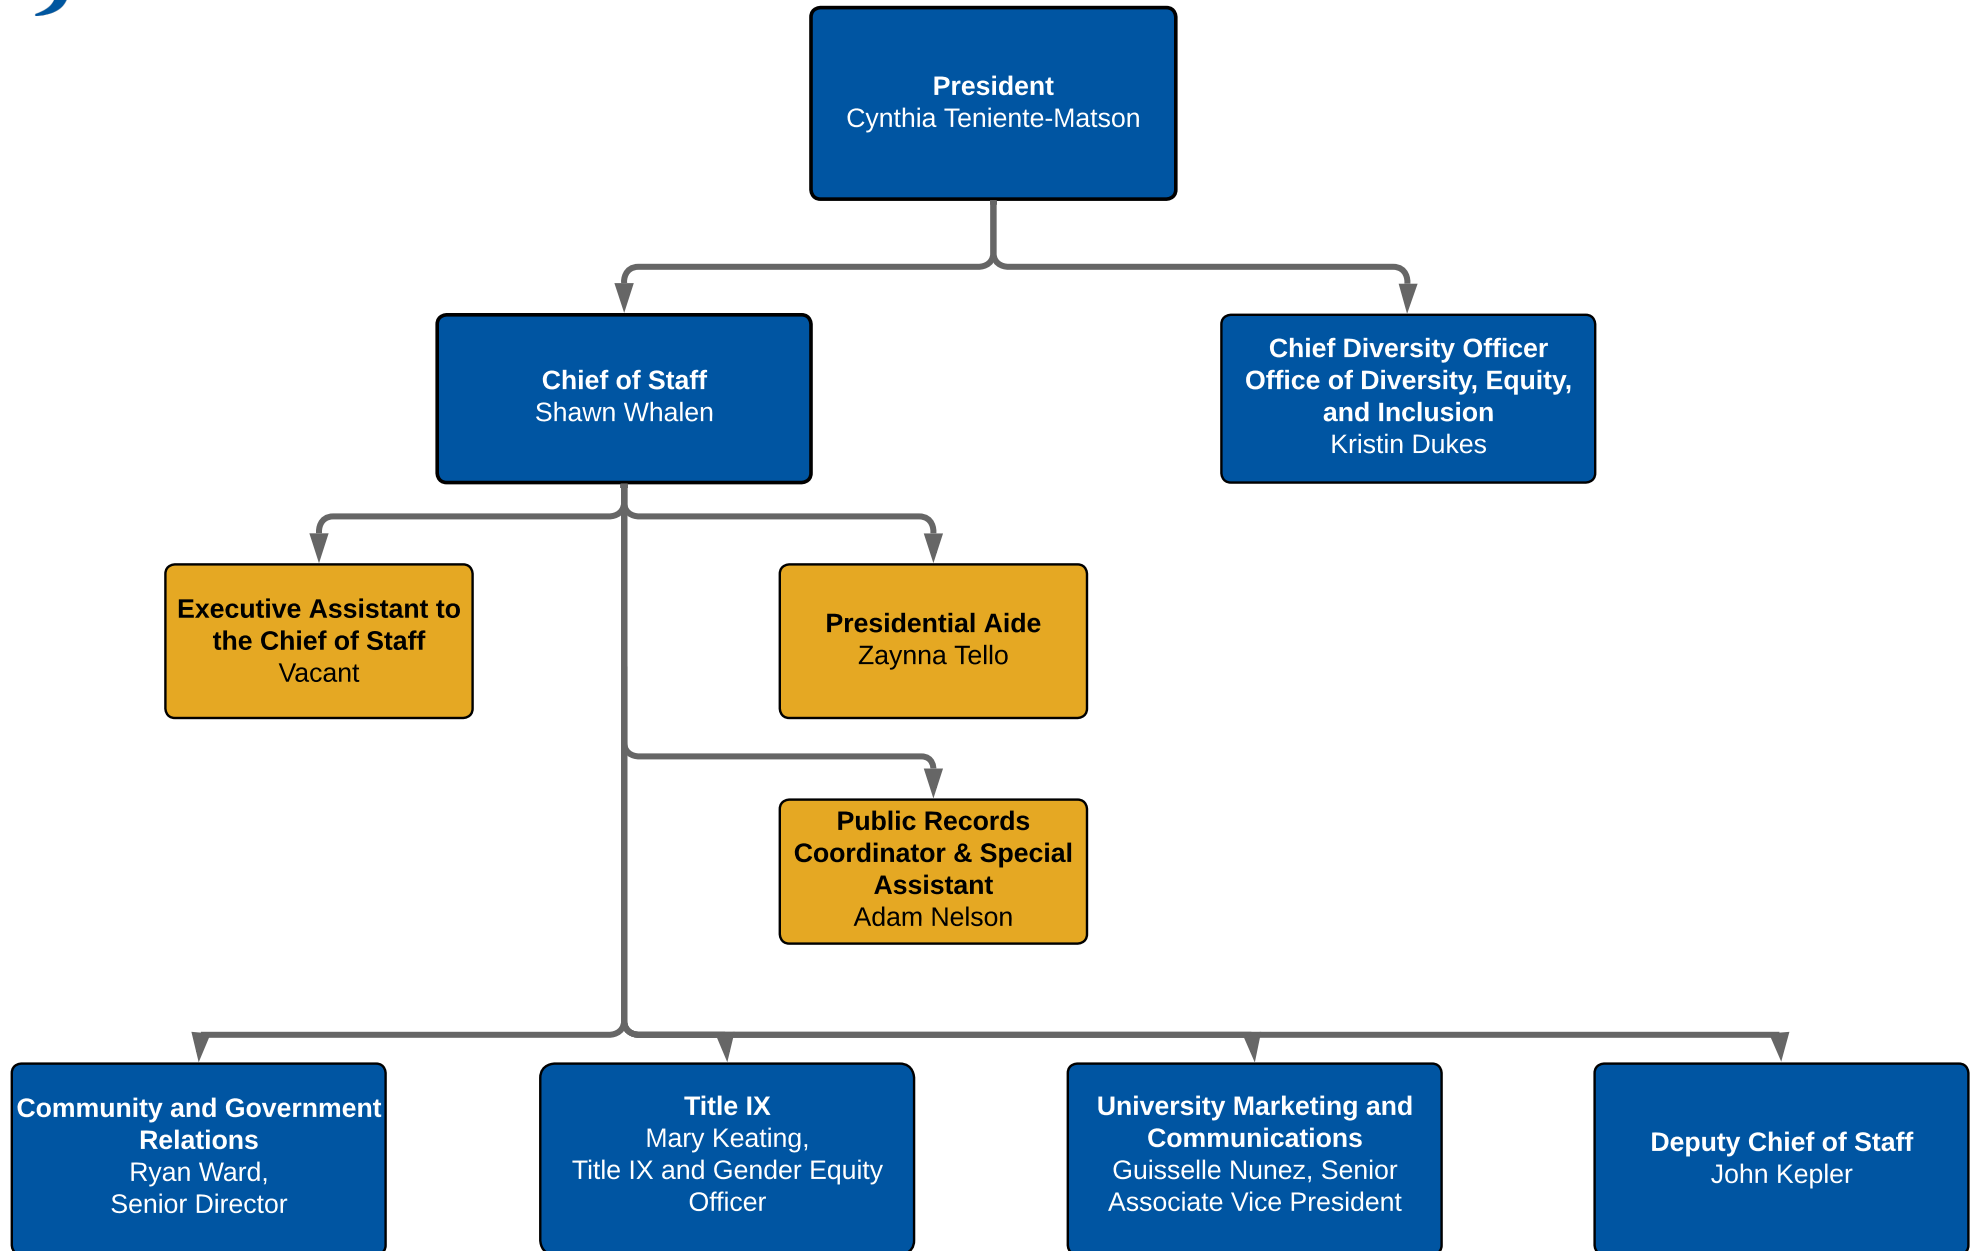 President
Cynthia Teniente-Matson
Chief of Staff
Shawn Whalen
Chief Diversity Officer
Office of Diversity, Equity,
and Inclusion
Kristin Dukes
Executive Assistant to
the Chief of Staff
Vacant
Presidential Aide
Zaynna Tello
Public Records
Coordinator & Special
Assistant
Adam Nelson
Community and Government
Relations
Ryan Ward,
Senior Director
Title IX
Mary Keating,
Title IX and Gender Equity
Officer
University Marketing and
Communications
Guisselle Nunez, Senior
Associate Vice President
Deputy Chief of Staff
John Kepler